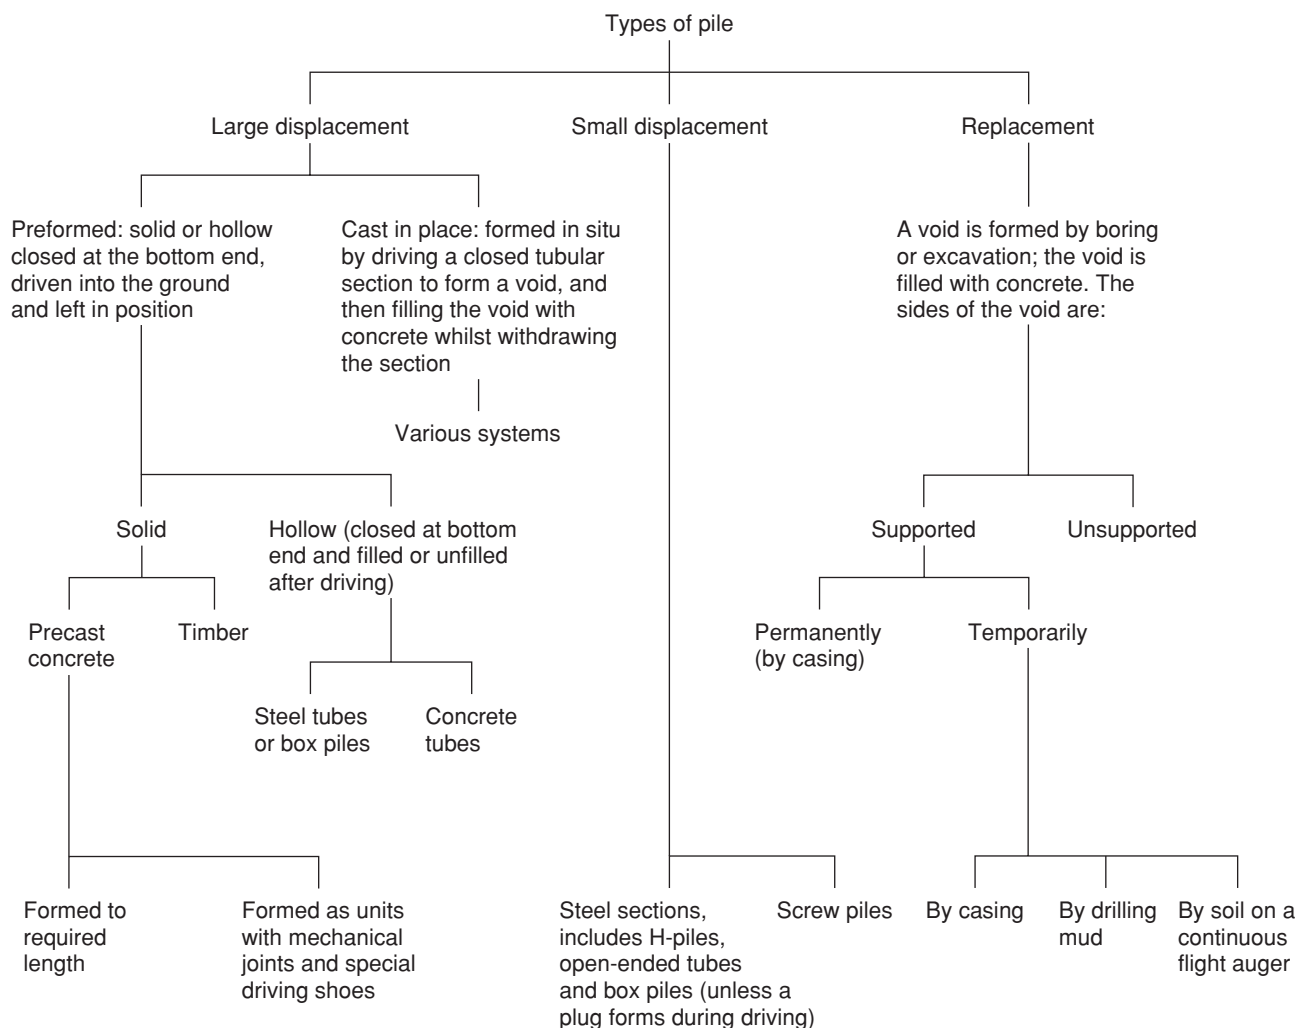 Types of pile
Large displacement
Small displacement
Replacement
Preformed: solid or hollow
closed at the bottom end,
driven into the ground
and left in position
Cast in place: formed in situ
by driving a closed tubular
section to form a void, and
then filling the void with
concrete whilst withdrawing
the section
A void is formed by boring
or excavation; the void is
filled with concrete. The
sides of the void are:
Various systems
Solid
Hollow (closed at bottom
end and filled or unfilled
after driving)
Supported
Unsupported
Precast
concrete
Timber
Permanently
(by casing)
Temporarily
Steel tubes
or box piles
Concrete
tubes
Formed to
required
length
Formed as units
with mechanical
joints and special
driving shoes
Steel sections,
includes H-piles,
open-ended tubes
and box piles (unless a
plug forms during driving)
Screw piles
By casing
By drilling
mud
By soil on a
continuous
flight auger